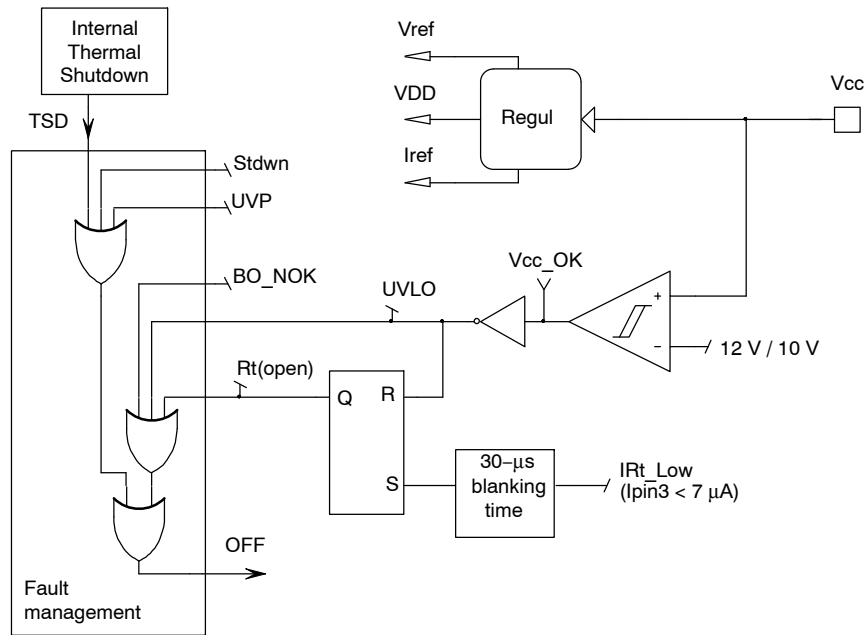 Internal
Thermal
Shutdown
TSD
Vref
VDD
Iref
Regul
Vcc
Stdwn
UVP
BO_NOK
UVLO
Vcc_OK
+
−
12 V / 10 V
Rt(open)
Q
R
S
30−μs
blanking
time
IRt_Low
(Ipin3 < 7 μA)
OFF
Fault
management